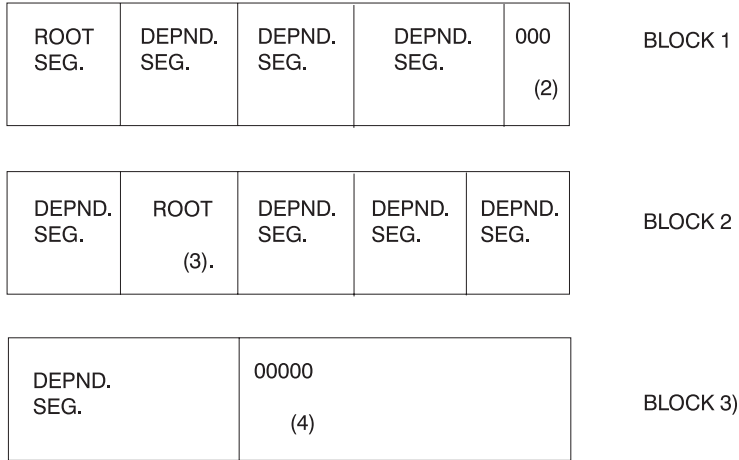 ROOT DEPND. DEPND. DEPND. 000 BLOCK 1
SEG. SEG. SEG. SEG.
(2)
DEPND. ROOT DEPND. DEPND. DEPND. BLOCK 2
SEG. SEG. SEG. SEG.
(3).
DEPND. 00000
SEG. BLOCK 3)
(4)